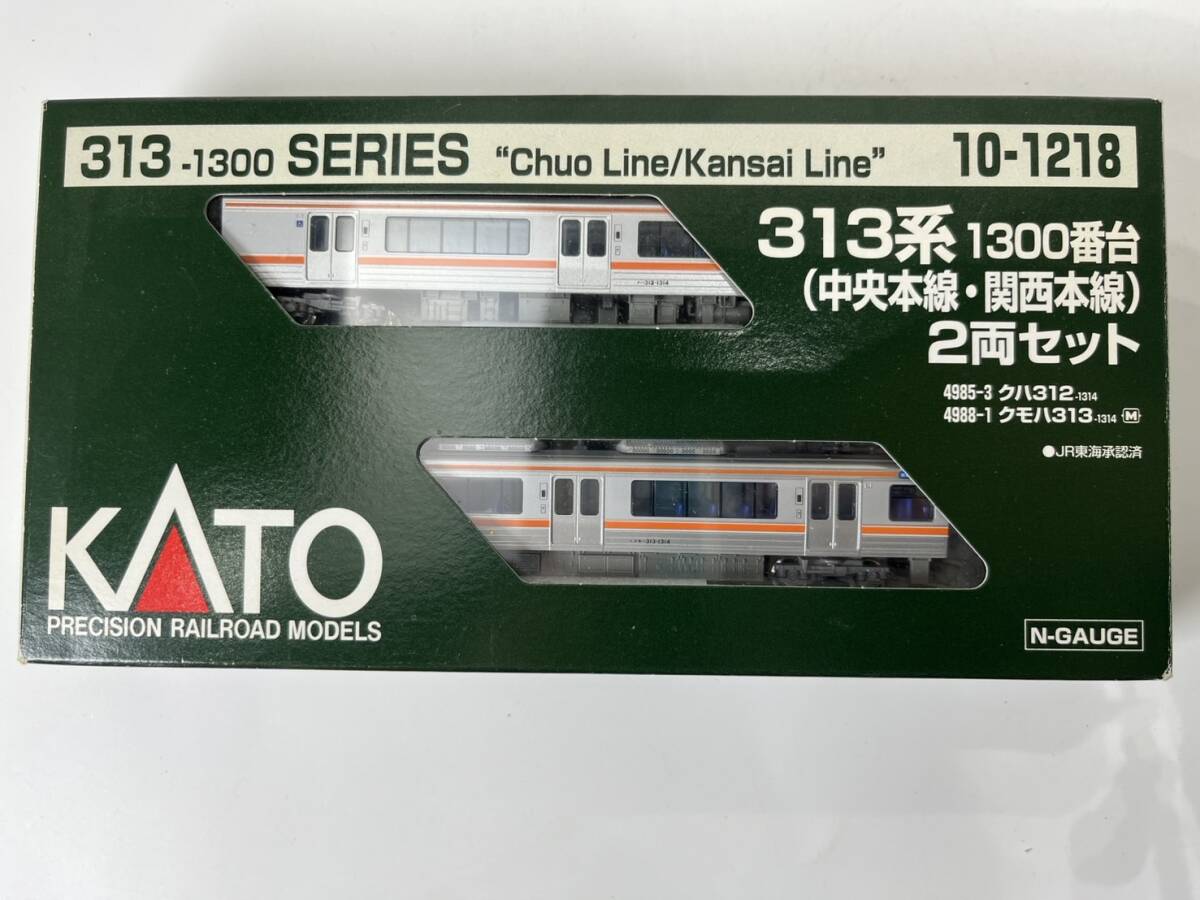 313 -1300 SERIES "Chuo Line/Kansai Line" 10-1218
313系 1300番台
(中央本線・関西本線)
2両セット
4985-3 クハ312-1314
4988-1 クモハ313-1314 M
●JR東海承認済
KATO
PRECISION RAILROAD MODELS
N-GAUGE